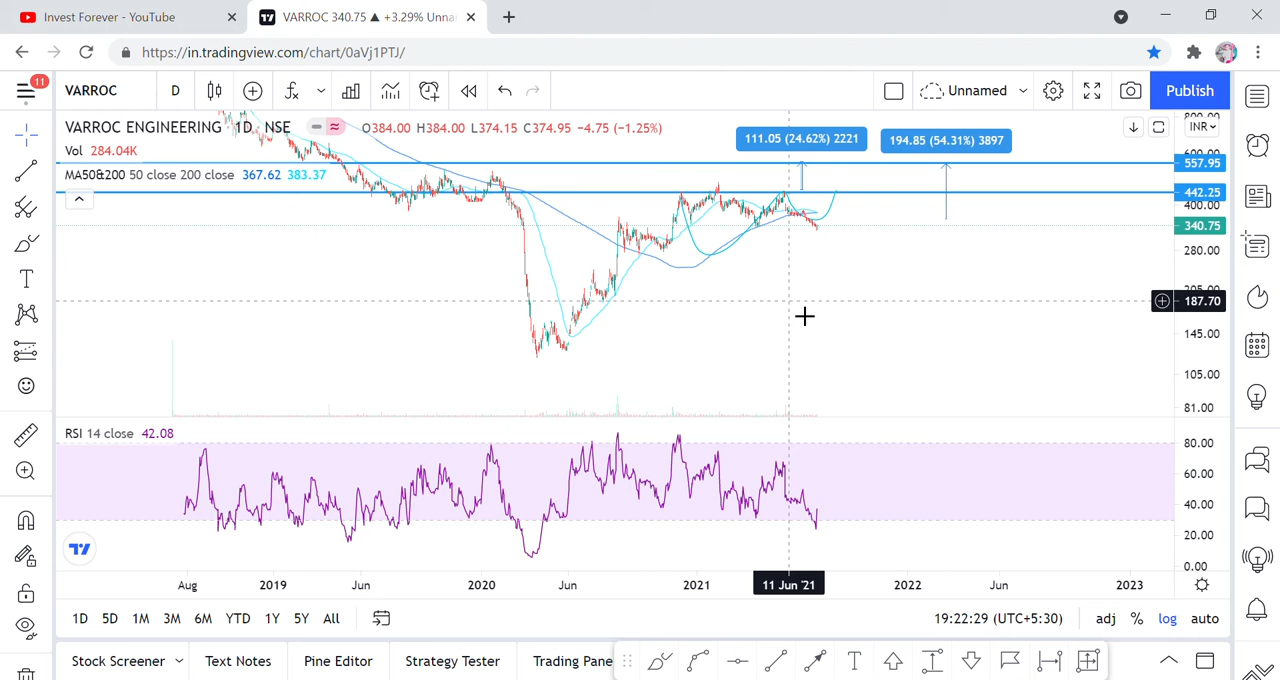 Invest Forever - YouTube
VARROC 340.75 ▲ +3.29% Unna
https://in.tradingview.com/chart/0aVj1PTJ/
11
VARROC
D
Unnamed
Publish
VARROC ENGINEERING · 1D · NSE
O384.00 H384.00 L374.15 C374.95 −4.75 (−1.25%)
Vol 284.04K
MA50&200 50 close 200 close 367.62 383.37
111.05 (24.62%) 2221
194.85 (54.31%) 3897
INR
800.00
600.00
557.95
442.25
400.00
340.75
280.00
205.00
187.70
145.00
105.00
81.00
RSI 14 close 42.08
80.00
60.00
40.00
20.00
0.00
Aug 2019 Jun 2020 Jun 2021 11 Jun '21 2022 Jun 2023
1D 5D 1M 3M 6M YTD 1Y 5Y All
19:22:29 (UTC+5:30)
adj % log auto
Stock Screener
Text Notes
Pine Editor
Strategy Tester
Trading Pane